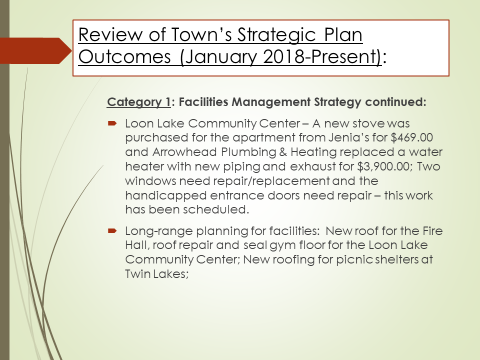 Review of Town’s Strategic Plan
Outcomes (January 2018-Present):
Category 1: Facilities Management Strategy continued:
Loon Lake Community Center – A new stove was
purchased for the apartment from Jenia’s for $469.00
and Arrowhead Plumbing & Heating replaced a water
heater with new piping and exhaust for $3,900.00; Two
windows need repair/replacement and the
handicapped entrance doors need repair – this work
has been scheduled.
Long-range planning for facilities: New roof for the Fire
Hall, roof repair and seal gym floor for the Loon Lake
Community Center; New roofing for picnic shelters at
Twin Lakes;